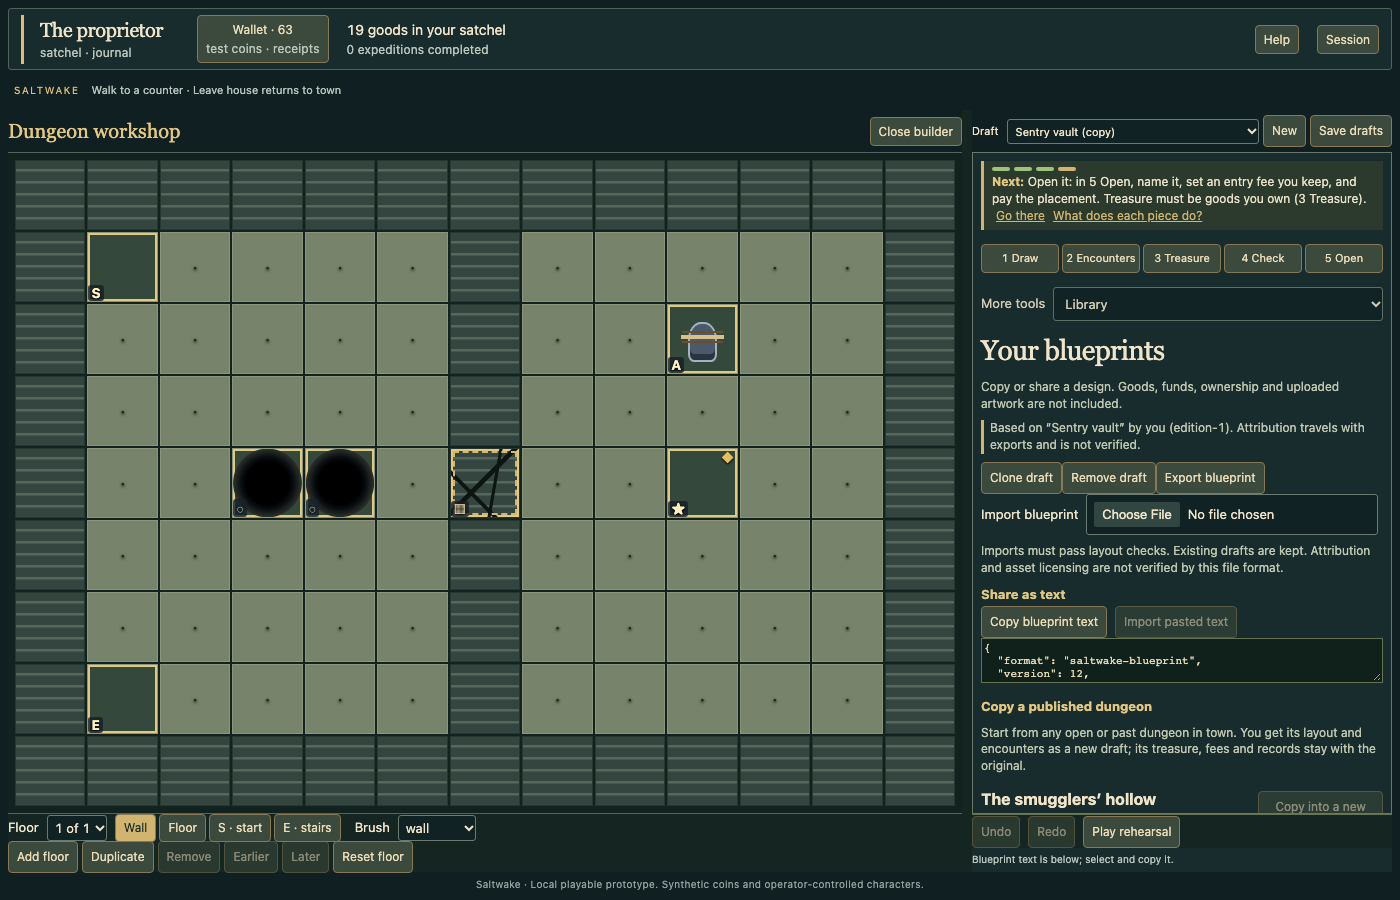 The proprietor
satchel · journal
Wallet · 63
test coins · receipts
19 goods in your satchel
0 expeditions completed
Help
Session
SALTWAKE Walk to a counter · Leave house returns to town
Dungeon workshop
Close builder
Draft
Sentry vault (copy)
New
Save drafts
S
A
E
Next: Open it: in 5 Open, name it, set an entry fee you keep, and
pay the placement. Treasure must be goods you own (3 Treasure).
Go there What does each piece do?
1 Draw
2 Encounters
3 Treasure
4 Check
5 Open
More tools
Library
Your blueprints
Copy or share a design. Goods, funds, ownership and uploaded
artwork are not included.
Based on “Sentry vault” by you (edition-1). Attribution travels with
exports and is not verified.
Clone draft
Remove draft
Export blueprint
Import blueprint
Choose File
No file chosen
Imports must pass layout checks. Existing drafts are kept. Attribution
and asset licensing are not verified by this file format.
Share as text
Copy blueprint text
Import pasted text
{
"format": "saltwake-blueprint",
"version": 12,
Copy a published dungeon
Start from any open or past dungeon in town. You get its layout and
encounters as a new draft; its treasure, fees and records stay with the
original.
The smugglers’ hollow
Copy into a new
Floor
1 of 1
Wall
Floor
S · start
E · stairs
Brush
wall
Add floor
Duplicate
Remove
Earlier
Later
Reset floor
Undo
Redo
Play rehearsal
Blueprint text is below; select and copy it.
Saltwake · Local playable prototype. Synthetic coins and operator-controlled characters.